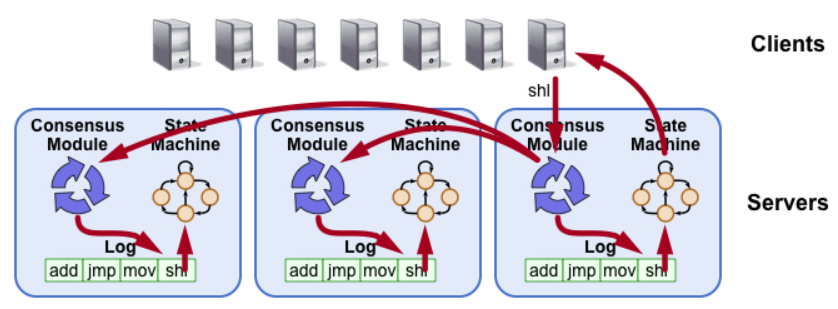 Clients
shl
Consensus Module
State Machine
Consensus Module
State Machine
Consensus Module
State Machine
Servers
Log
add jmp mov shl
Log
add jmp mov shl
Log
add jmp mov shl